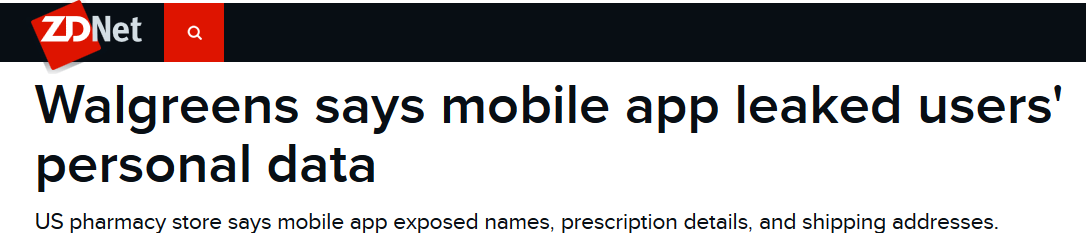 ZDNet
Walgreens says mobile app leaked users'
personal data
US pharmacy store says mobile app exposed names, prescription details, and shipping addresses.